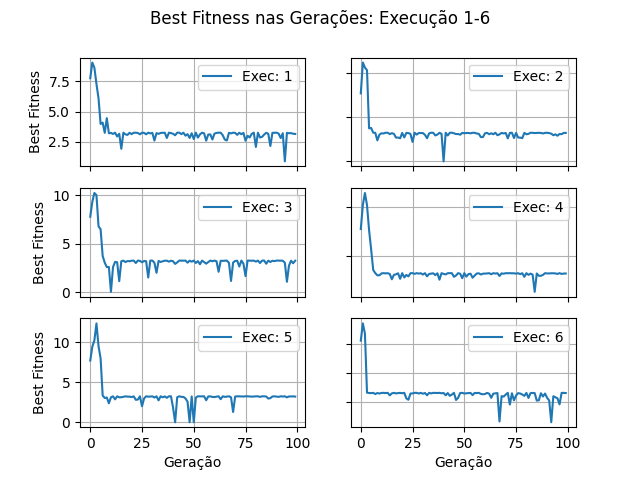 Best Fitness nas Gerações: Execução 1-6
Best Fitness
7.5
5.0
2.5
Exec: 1
Exec: 2
Best Fitness
10
5
0
Exec: 3
Exec: 4
Best Fitness
10
5
0
Exec: 5
Exec: 6
0
25
50
75
100
0
25
50
75
100
Geração
Geração